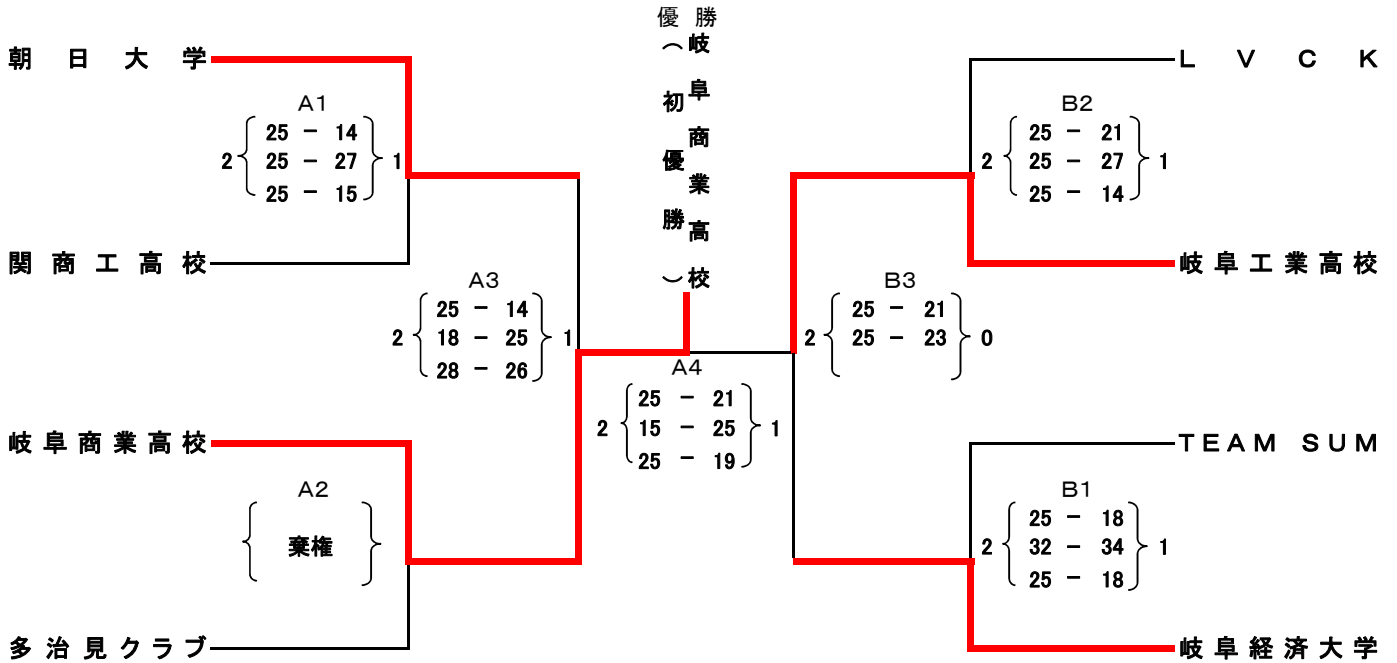 優勝
岐阜商業高校
（初優勝）
朝日大学
A1
2 25 － 14 1
25 － 27
25 － 15
関商工高校
A3
2 25 － 14 1
18 － 25
28 － 26
岐阜商業高校
A2
棄権
多治見クラブ
A4
2 25 － 21 1
15 － 25
25 － 19
LVCK
B2
2 25 － 21 1
25 － 27
25 － 14
岐阜工業高校
B3
2 25 － 21 0
25 － 23
TEAM SUM
B1
2 25 － 18 1
32 － 34
25 － 18
岐阜経済大学